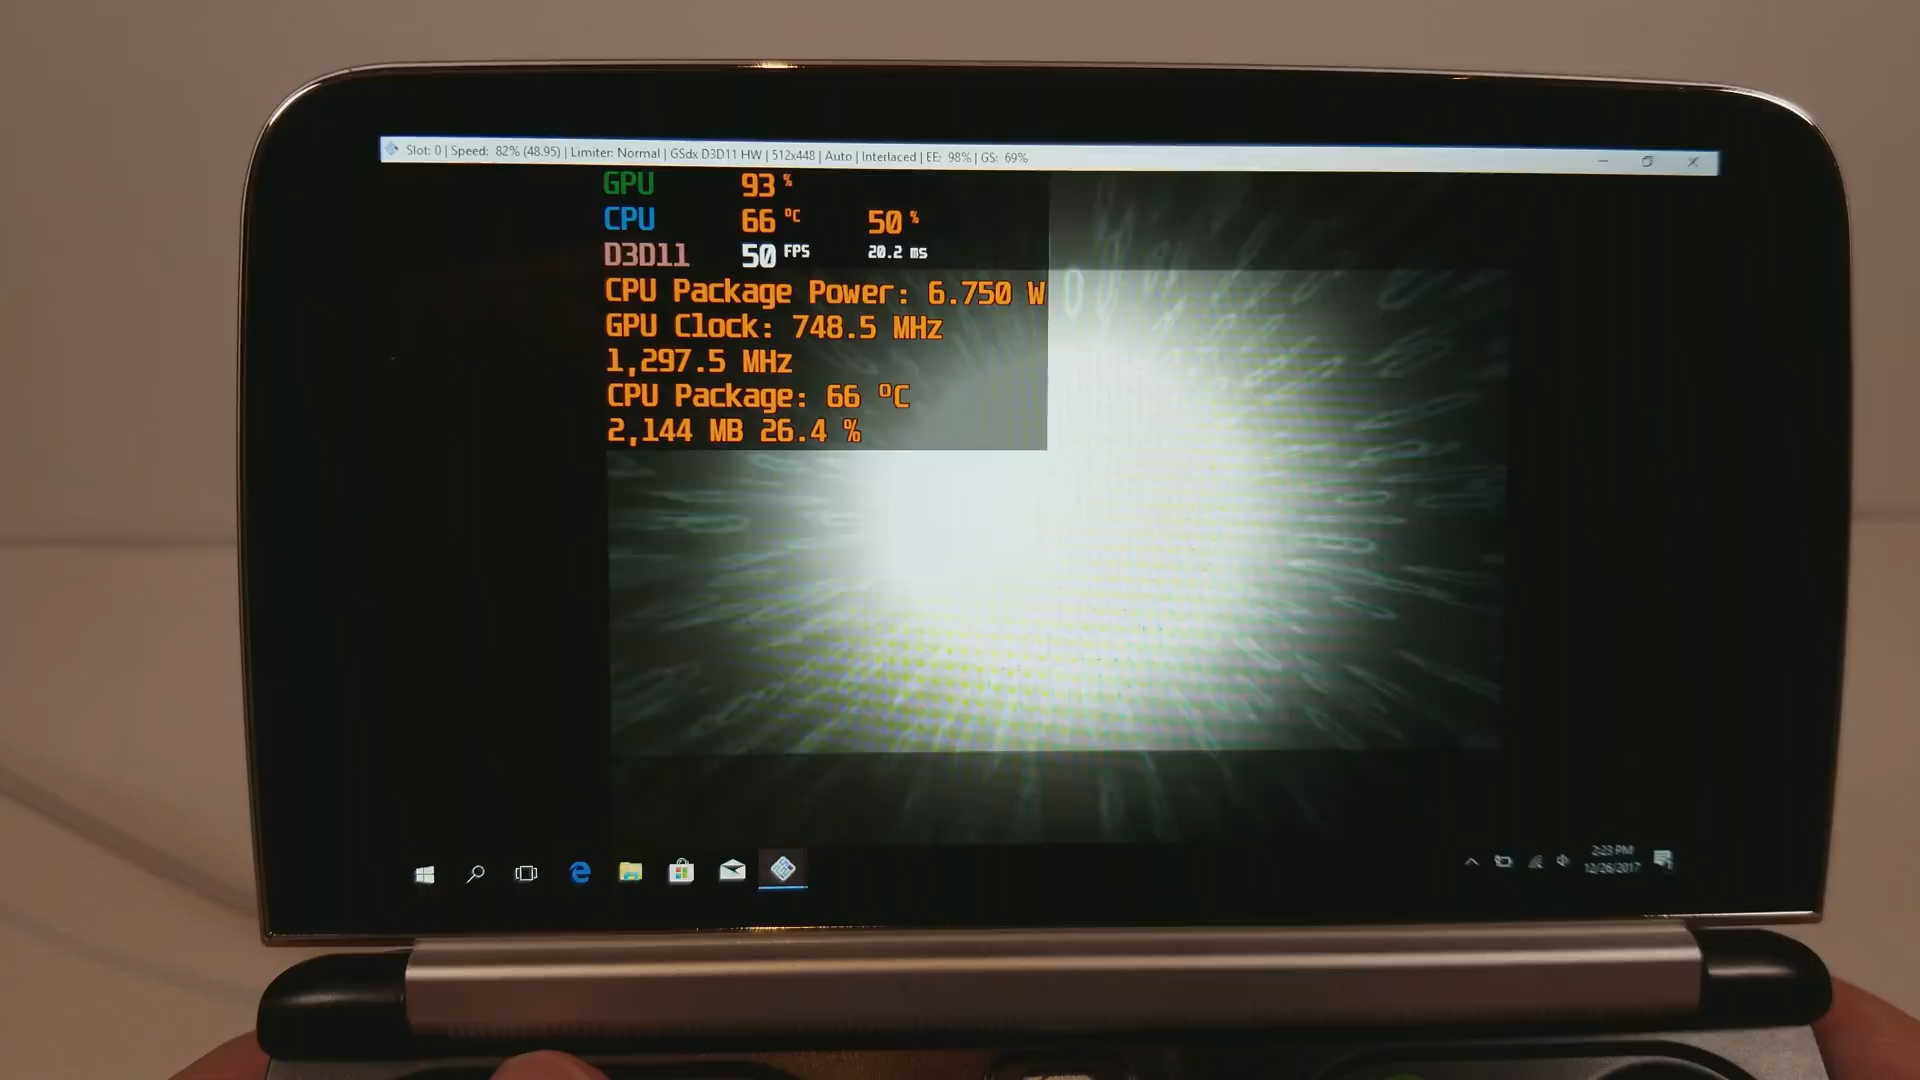 Slot: 0 | Speed: 82% (48.95) | Limiter: Normal | GSdx D3D11 HW | 512x448 | Auto | Interlaced | EE: 98% | GS: 69%
GPU 93 %
CPU 66 ºC 50 %
D3D11 50 FPS 20.2 ms
CPU Package Power: 6.750 W
GPU Clock: 748.5 MHz
1,297.5 MHz
CPU Package: 66 ºC
2,144 MB 26.4 %
2:23 PM
12/26/2017